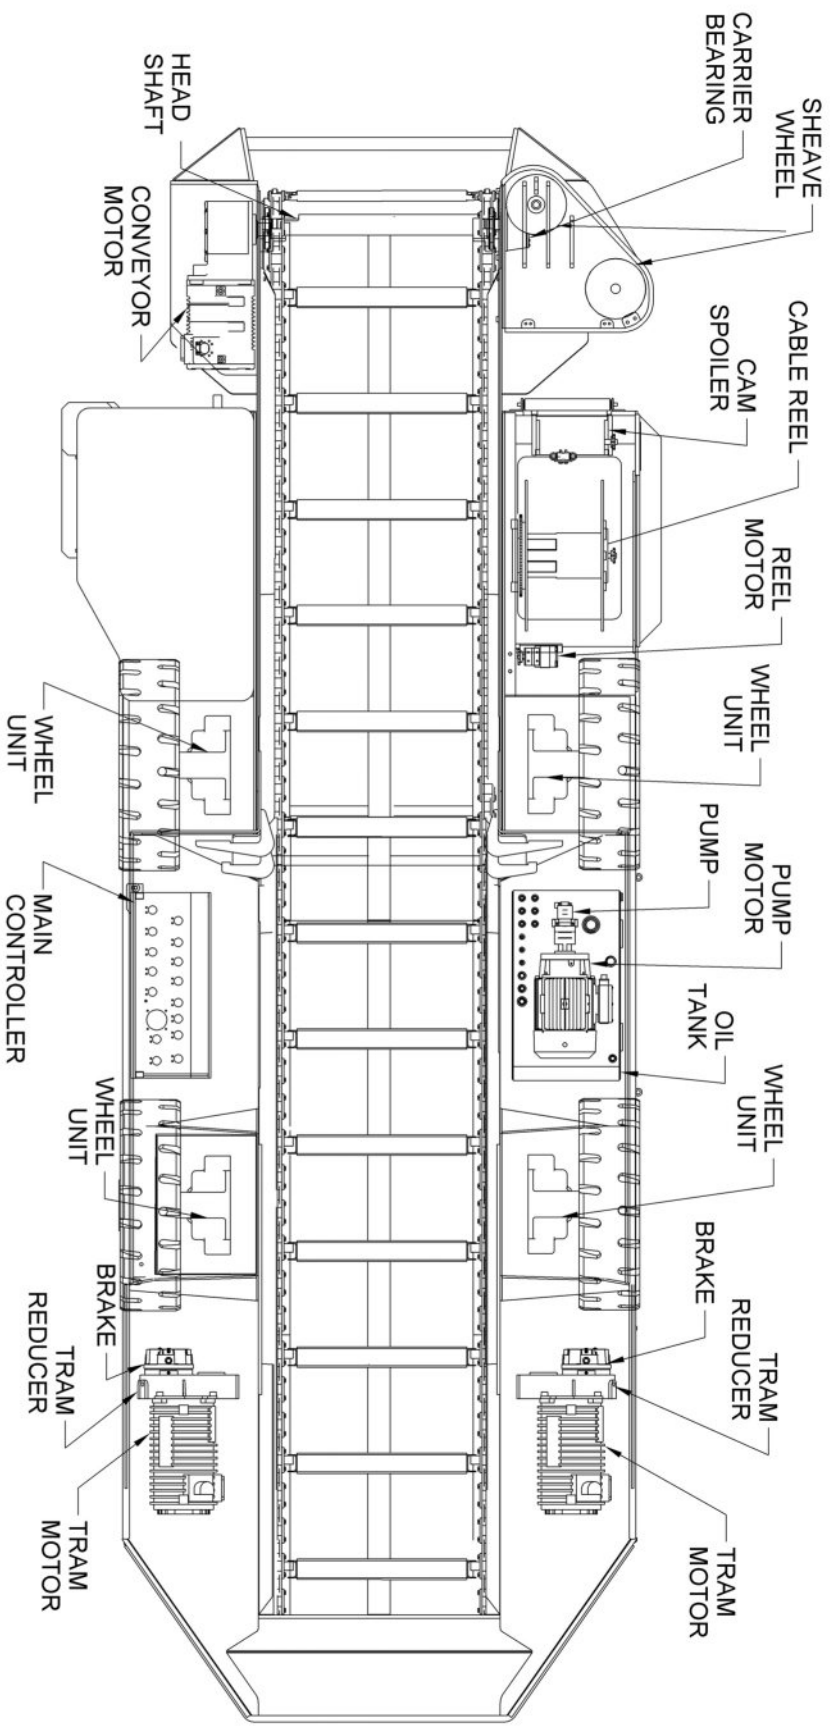 SHEAVE
WHEEL
CARRIER
BEARING
CABLE REEL
CAM
SPOILER
REEL
MOTOR
WHEEL
UNIT
PUMP
PUMP
MOTOR
OIL
TANK
WHEEL
UNIT
BRAKE
TRAM
REDUCER
TRAM
MOTOR
HEAD
SHAFT
CONVEYOR
MOTOR
WHEEL
UNIT
MAIN
CONTROLLER
WHEEL
UNIT
BRAKE
TRAM
REDUCER
TRAM
MOTOR